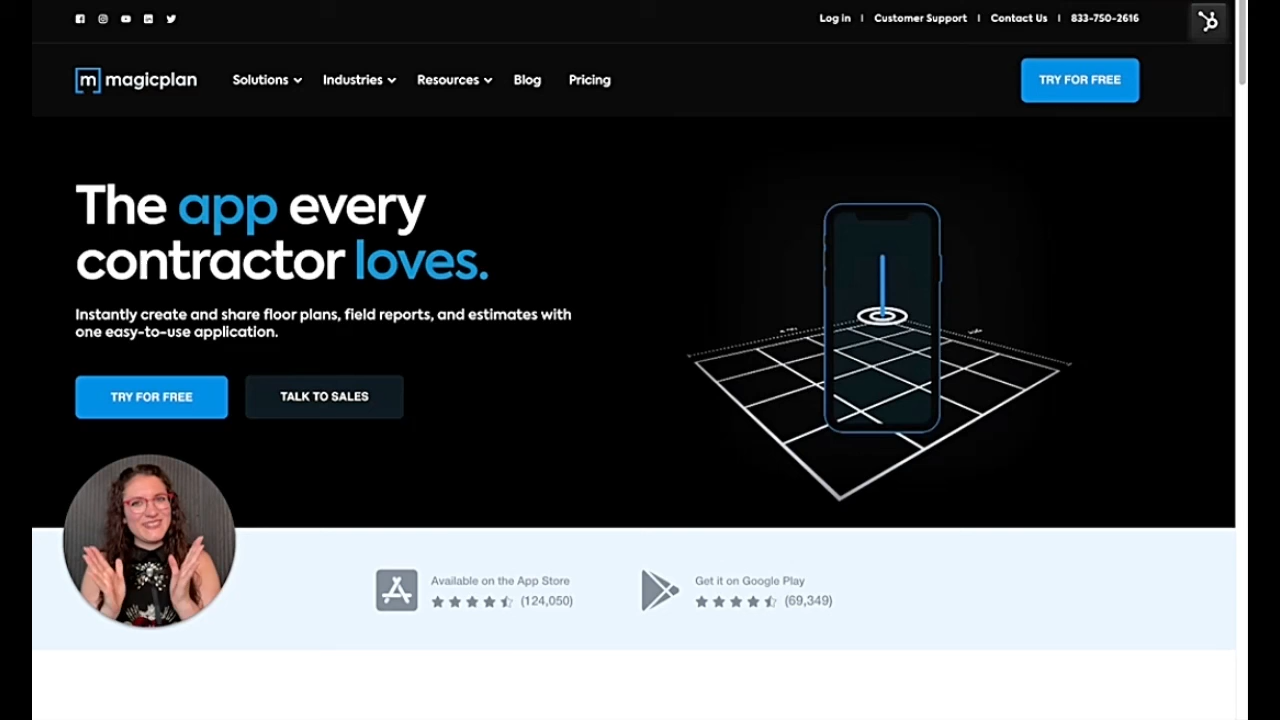 Log in | Customer Support | Contact Us | 833-750-2616
m magicplan Solutions Industries Resources Blog Pricing TRY FOR FREE
The app every
contractor loves.
Instantly create and share floor plans, field reports, and estimates with
one easy-to-use application.
TRY FOR FREE TALK TO SALES
Available on the App Store
(124,050)
Get it on Google Play
(69,349)